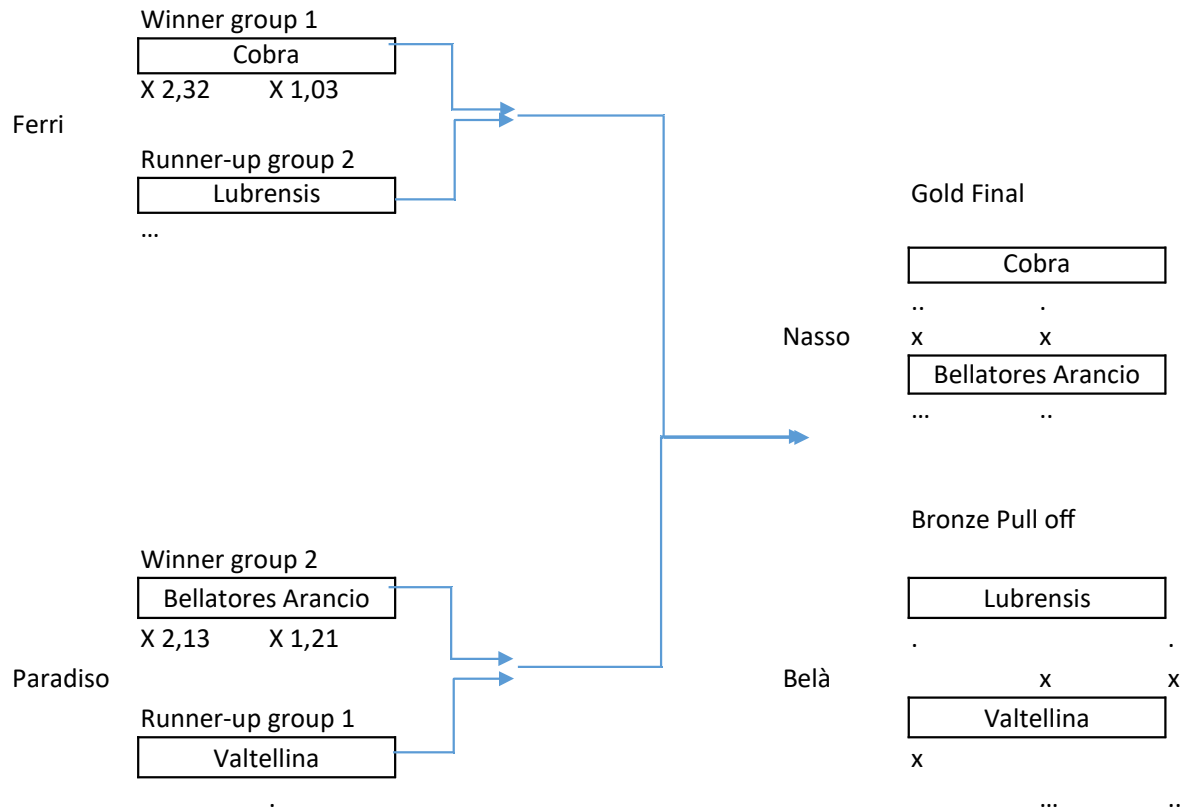 Winner group 1
Cobra
X 2,32 X 1,03
Ferri
Runner-up group 2
Lubrensis
...
Winner group 2
Bellatores Arancio
X 2,13 X 1,21
Paradiso
Runner-up group 1
Valtellina
.
Gold Final
Cobra
.. .
Nasso x x
Bellatores Arancio
... ..
Bronze Pull off
Lubrensis
. .
Belà x x
Valtellina
x
... ..